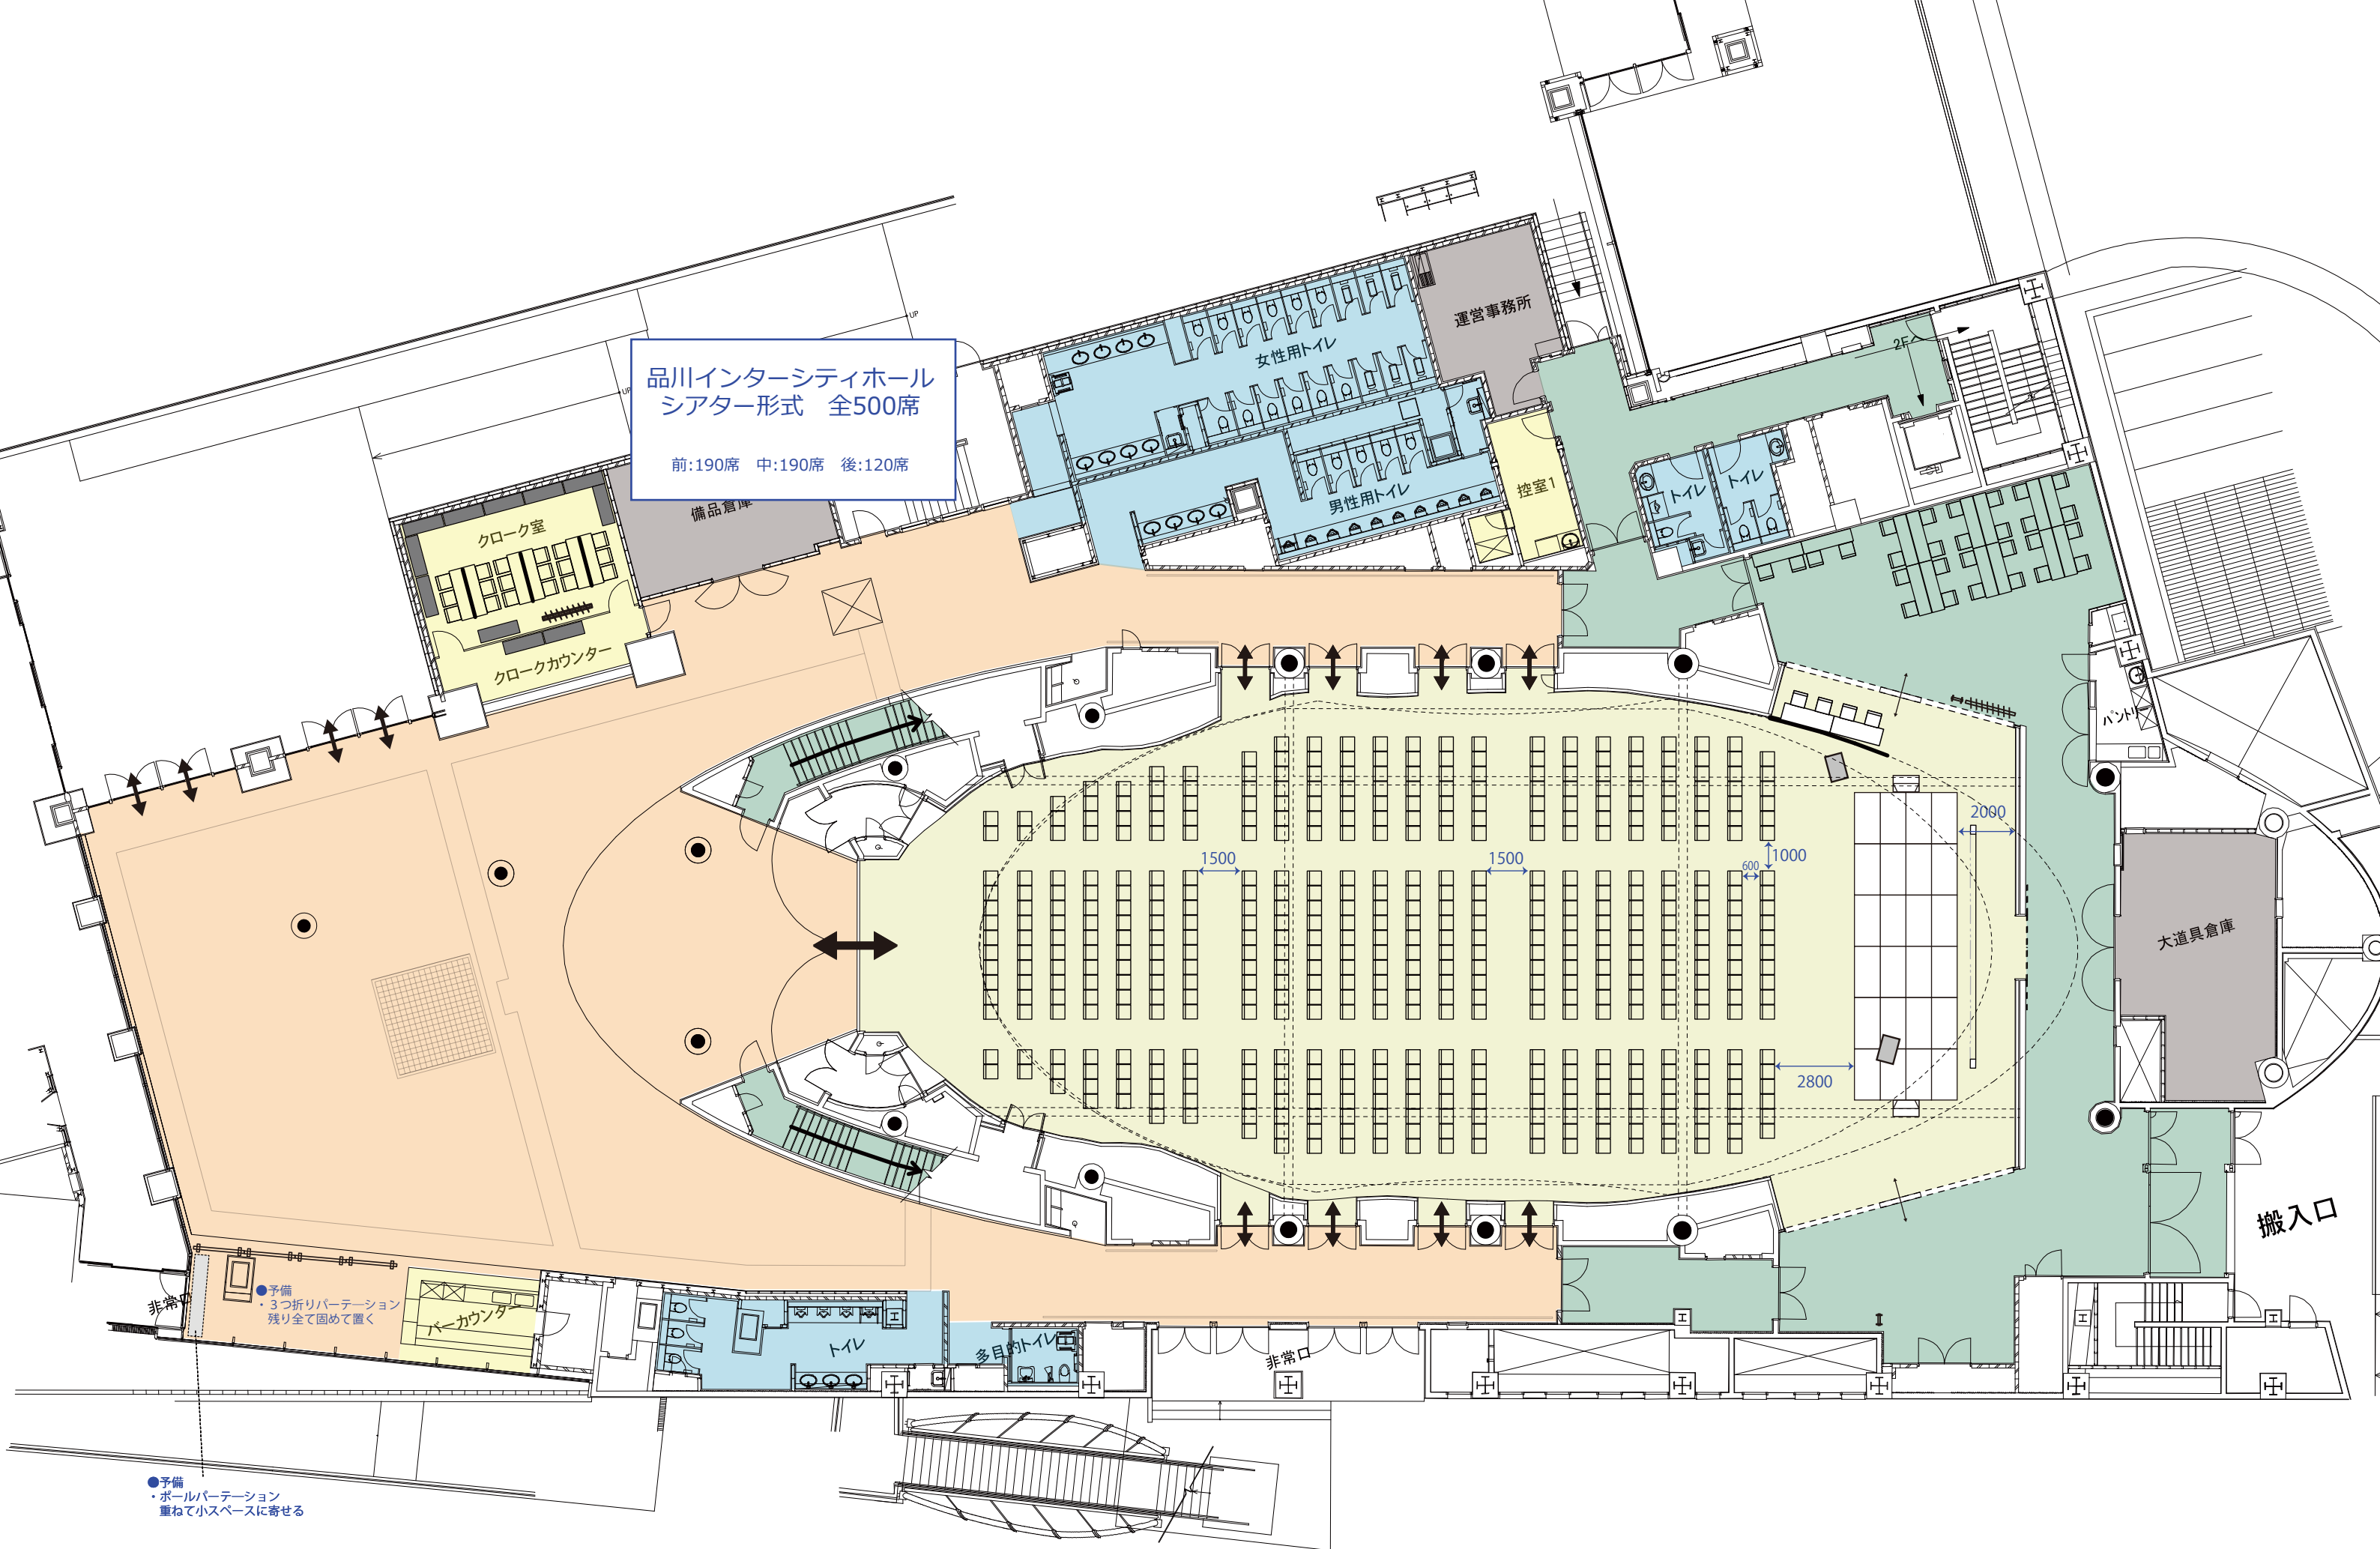 UP
UP
品川インターシティホール
シアター形式　全500席
前:190席　中:190席　後:120席
運営事務所
女性用トイレ
2Fへ
男性用トイレ
控室1
トイレ
トイレ
備品倉庫
クローク室
クロークカウンター
パントリー
2000
1500
1500
600
1000
大道具倉庫
2800
搬入口
非常口
●予備
・３つ折りパーテーション
残り全て固めて置く
バーカウンター
トイレ
多目的トイレ
非常口
●予備
・ポールパーテーション
重ねて小スペースに寄せる